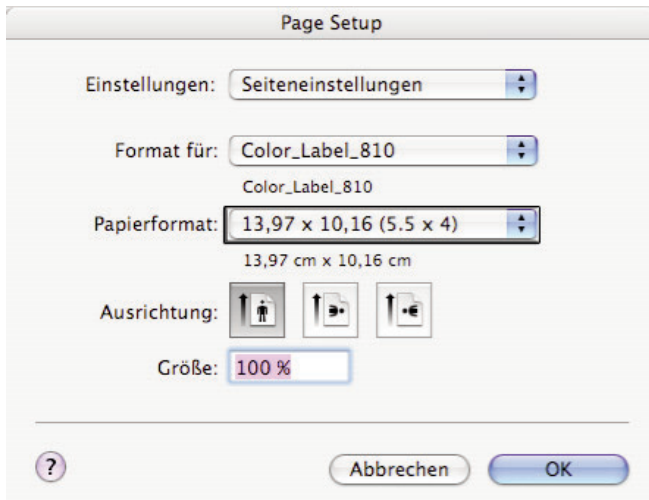 Page Setup
Einstellungen: Seiteneinstellungen
Format für: Color_Label_810
Color_Label_810
Papierformat: 13,97 x 10,16 (5.5 x 4)
13,97 cm x 10,16 cm
Ausrichtung:
Größe: 100 %
? Abbrechen OK